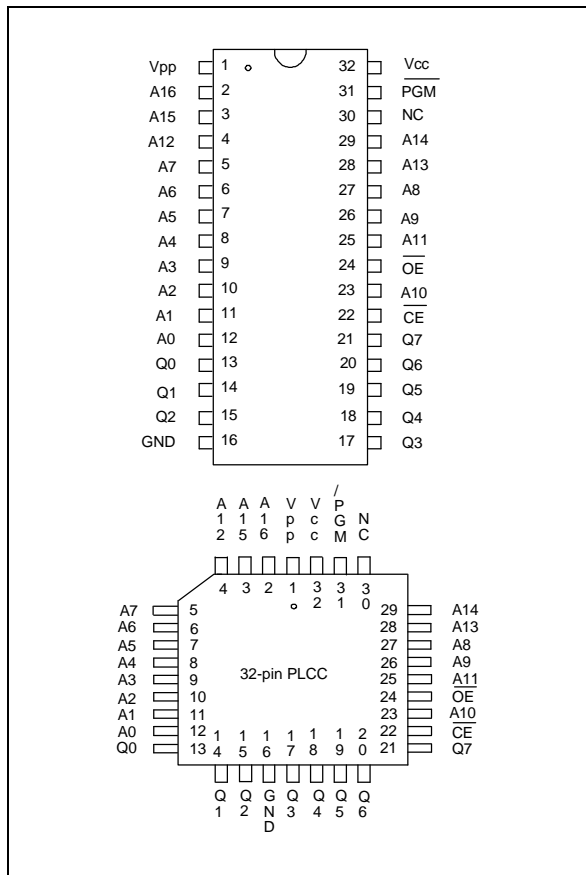 Vpp 1 32 Vcc
A16 2 31 PGM
A15 3 30 NC
A12 4 29 A14
A7 5 28 A13
A6 6 27 A8
A5 7 26 A9
A4 8 25 A11
A3 9 24 OE
A2 10 23 A10
A1 11 22 CE
A0 12 21 Q7
Q0 13 20 Q6
Q1 14 19 Q5
Q2 15 18 Q4
GND 16 17 Q3
A12 A15 A16 Vpp Vcc /PGM NC
4 3 2 1 32 31 30
A7 5 29 A14
A6 6 28 A13
A5 7 27 A8
A4 8 26 A9
A3 9 32-pin PLCC 25 A11
A2 10 24 OE
A1 11 23 A10
A0 12 22 CE
Q0 13 21 Q7
14 15 16 17 18 19 20
Q1 Q2 GND Q3 Q4 Q5 Q6